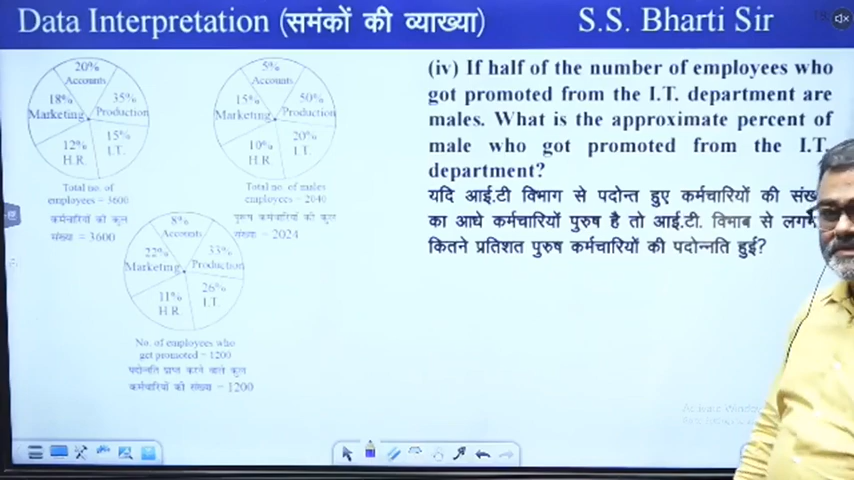 Data Interpretation (समंकों की व्याख्या)
S.S. Bharti Sir
20%
Accounts
18%
Marketing
35%
Production
15%
I.T.
12%
H.R.
Total no. of
employees = 3600
कर्मचारियों की कुल
संख्या = 3600
5%
Accounts
15%
Marketing
50%
Production
20%
I.T.
10%
H.R.
Total no. of males
employees = 2040
पुरुष कर्मचारियों की कुल
संख्या = 2024
8%
Accounts
22%
Marketing
33%
Production
26%
I.T.
11%
H.R.
No. of employees who
get promoted = 1200
पदोन्नति प्राप्त करने वाले कुल
कर्मचारियों की संख्या = 1200
(iv) If half of the number of employees who
got promoted from the I.T. department are
males. What is the approximate percent of
male who got promoted from the I.T.
department?
यदि आई.टी विभाग से पदोन्त हुए कर्मचारियों की
का आधे कर्मचारियों पुरुष है तो आई.टी. विभाब से
कितने प्रतिशत पुरुष कर्मचारियों की पदोन्नति हुई?